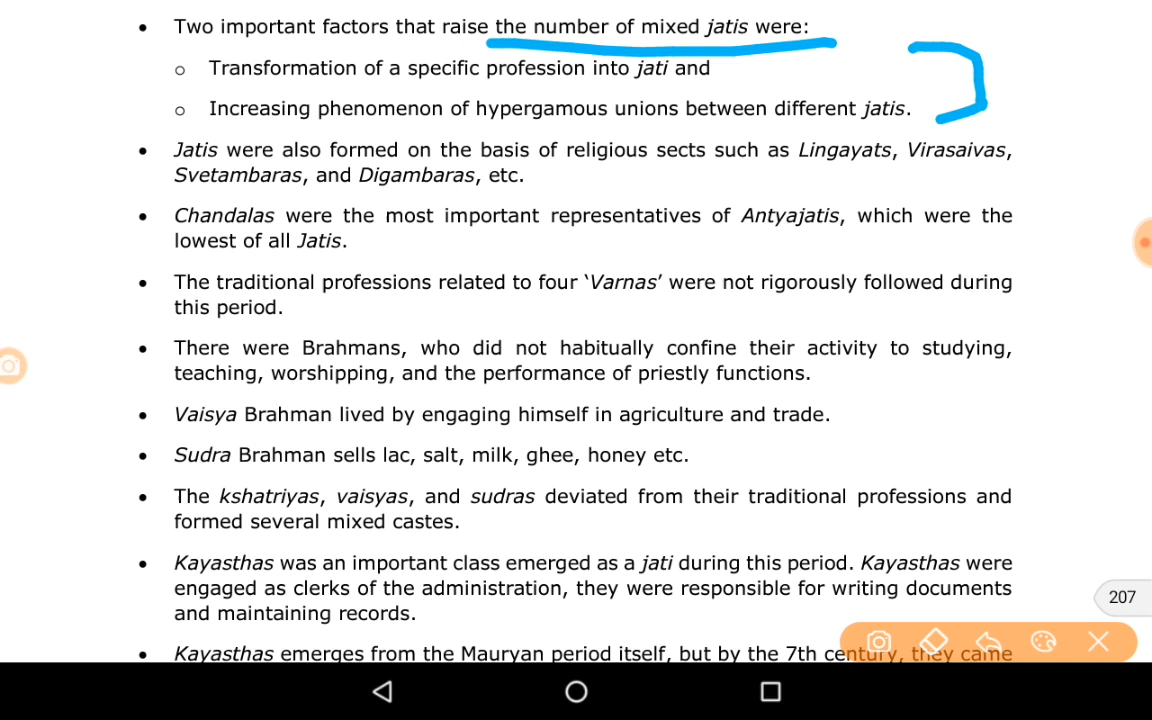 • Two important factors that raise the number of mixed jatis were:
o Transformation of a specific profession into jati and
o Increasing phenomenon of hypergamous unions between different jatis.
• Jatis were also formed on the basis of religious sects such as Lingayats, Virasaivas,
Svetambaras, and Digambaras, etc.
• Chandalas were the most important representatives of Antyajatis, which were the
lowest of all Jatis.
• The traditional professions related to four ‘Varnas’ were not rigorously followed during
this period.
• There were Brahmans, who did not habitually confine their activity to studying,
teaching, worshipping, and the performance of priestly functions.
• Vaisya Brahman lived by engaging himself in agriculture and trade.
• Sudra Brahman sells lac, salt, milk, ghee, honey etc.
• The kshatriyas, vaisyas, and sudras deviated from their traditional professions and
formed several mixed castes.
• Kayasthas was an important class emerged as a jati during this period. Kayasthas were
engaged as clerks of the administration, they were responsible for writing documents
207
and maintaining records.
• Kayasthas emerges from the Mauryan period itself, but by the 7th century, they came